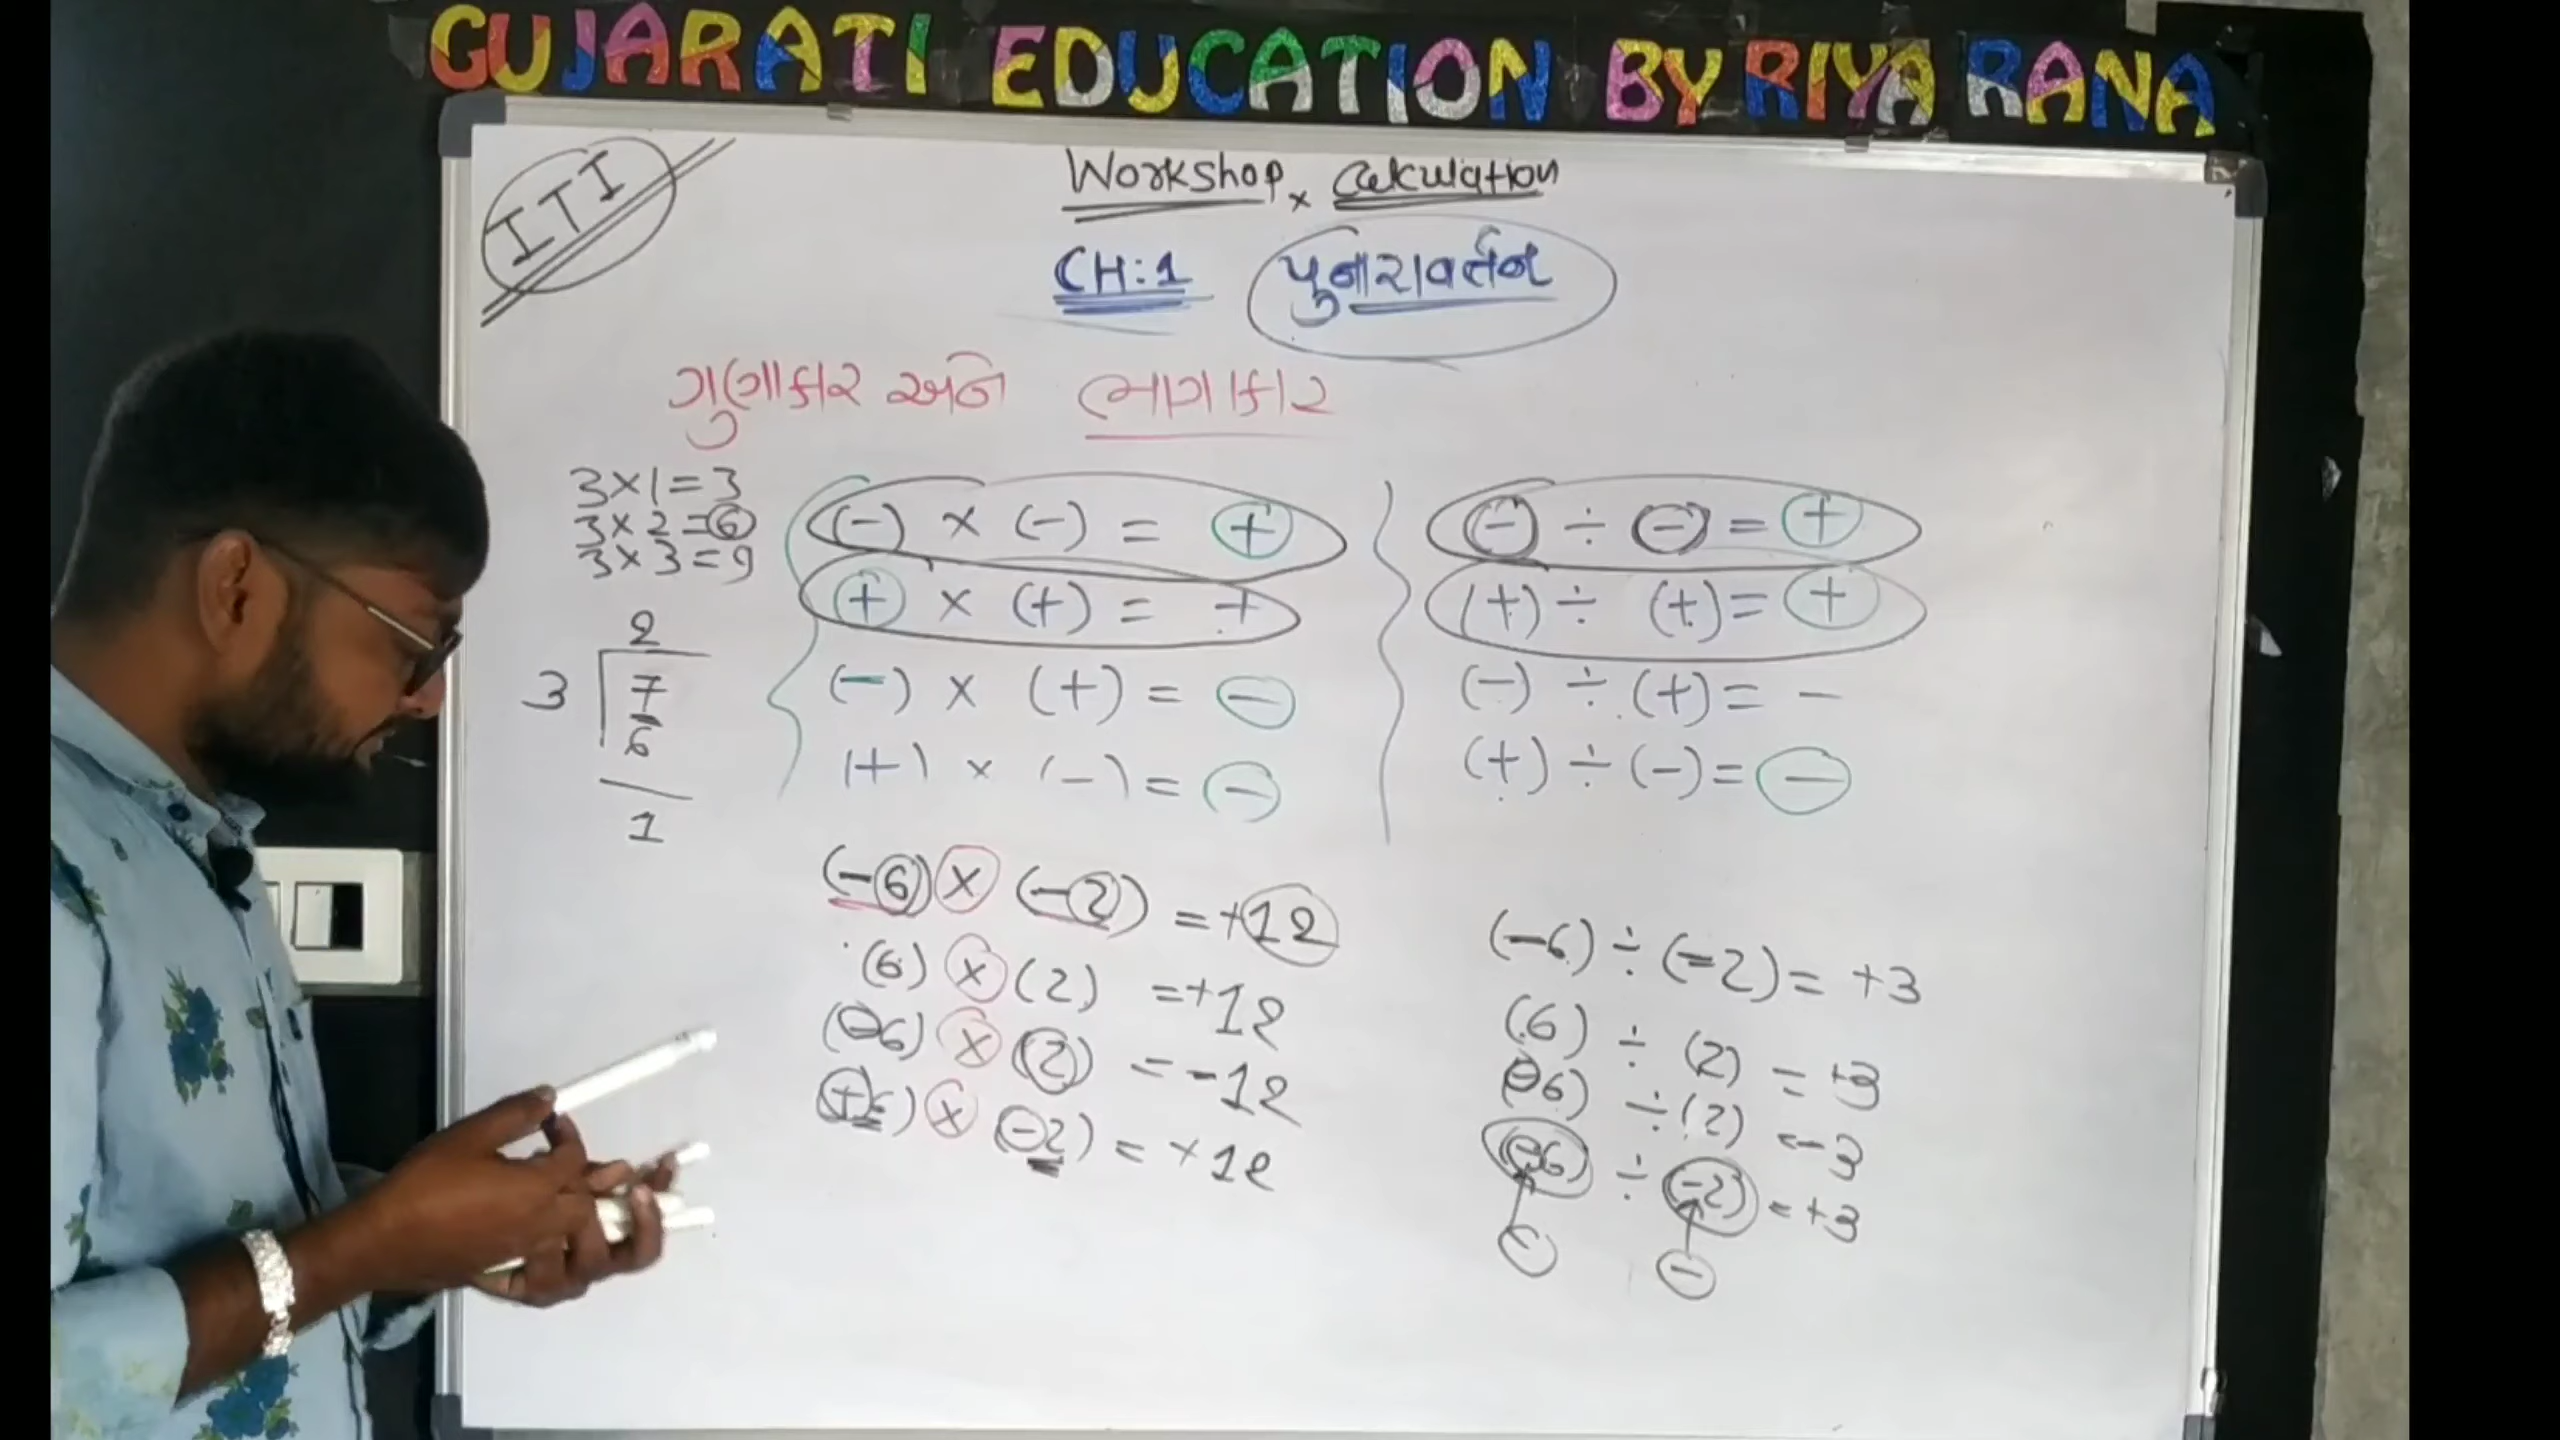 GUJARATI EDUCATION BY RIYA RANA
ITI
Workshop Calculation
CH:1 પુનારાવર્તન
ગુણાકાર અને ભાગાકાર
3×1=3
3×2=6
3×3=9
2
3 7
6
1
(-) × (-) = +
(+) × (+) = +
(-) × (+) = -
(+) × (-) = -
(-) ÷ (-) = +
(+) ÷ (+) = +
(-) ÷ (+) = -
(+) ÷ (-) = -
(-6) × (-2) = +12
(6) × (2) = +12
(-6) × (2) = -12
× (-2) = +12
(-6) ÷ (-2) = +3
(6) ÷ (2) = +3
(-6) ÷ (2) = -3
(-6) ÷ (-2) = +3
- -